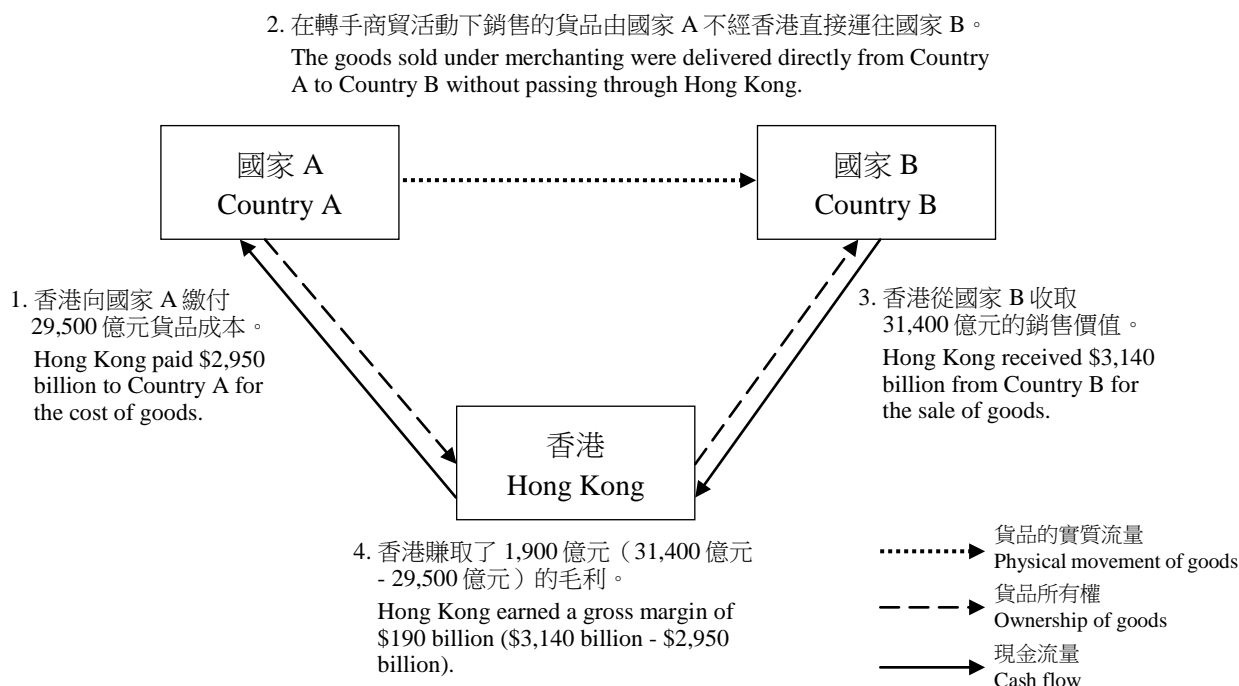 2. 在轉手商貿活動下銷售的貨品由國家 A 不經香港直接運往國家 B。
The goods sold under merchanting were delivered directly from Country
A to Country B without passing through Hong Kong.
國家 A
Country A
國家 B
Country B
1. 香港向國家 A 繳付
29,500 億元貨品成本。
Hong Kong paid $2,950
billion to Country A for
the cost of goods.
3. 香港從國家 B 收取
31,400 億元的銷售價值。
Hong Kong received $3,140
billion from Country B for
the sale of goods.
香港
Hong Kong
4. 香港賺取了 1,900 億元（31,400 億元
- 29,500 億元）的毛利。
Hong Kong earned a gross margin of
$190 billion ($3,140 billion - $2,950
billion).
貨品的實質流量
Physical movement of goods
貨品所有權
Ownership of goods
現金流量
Cash flow